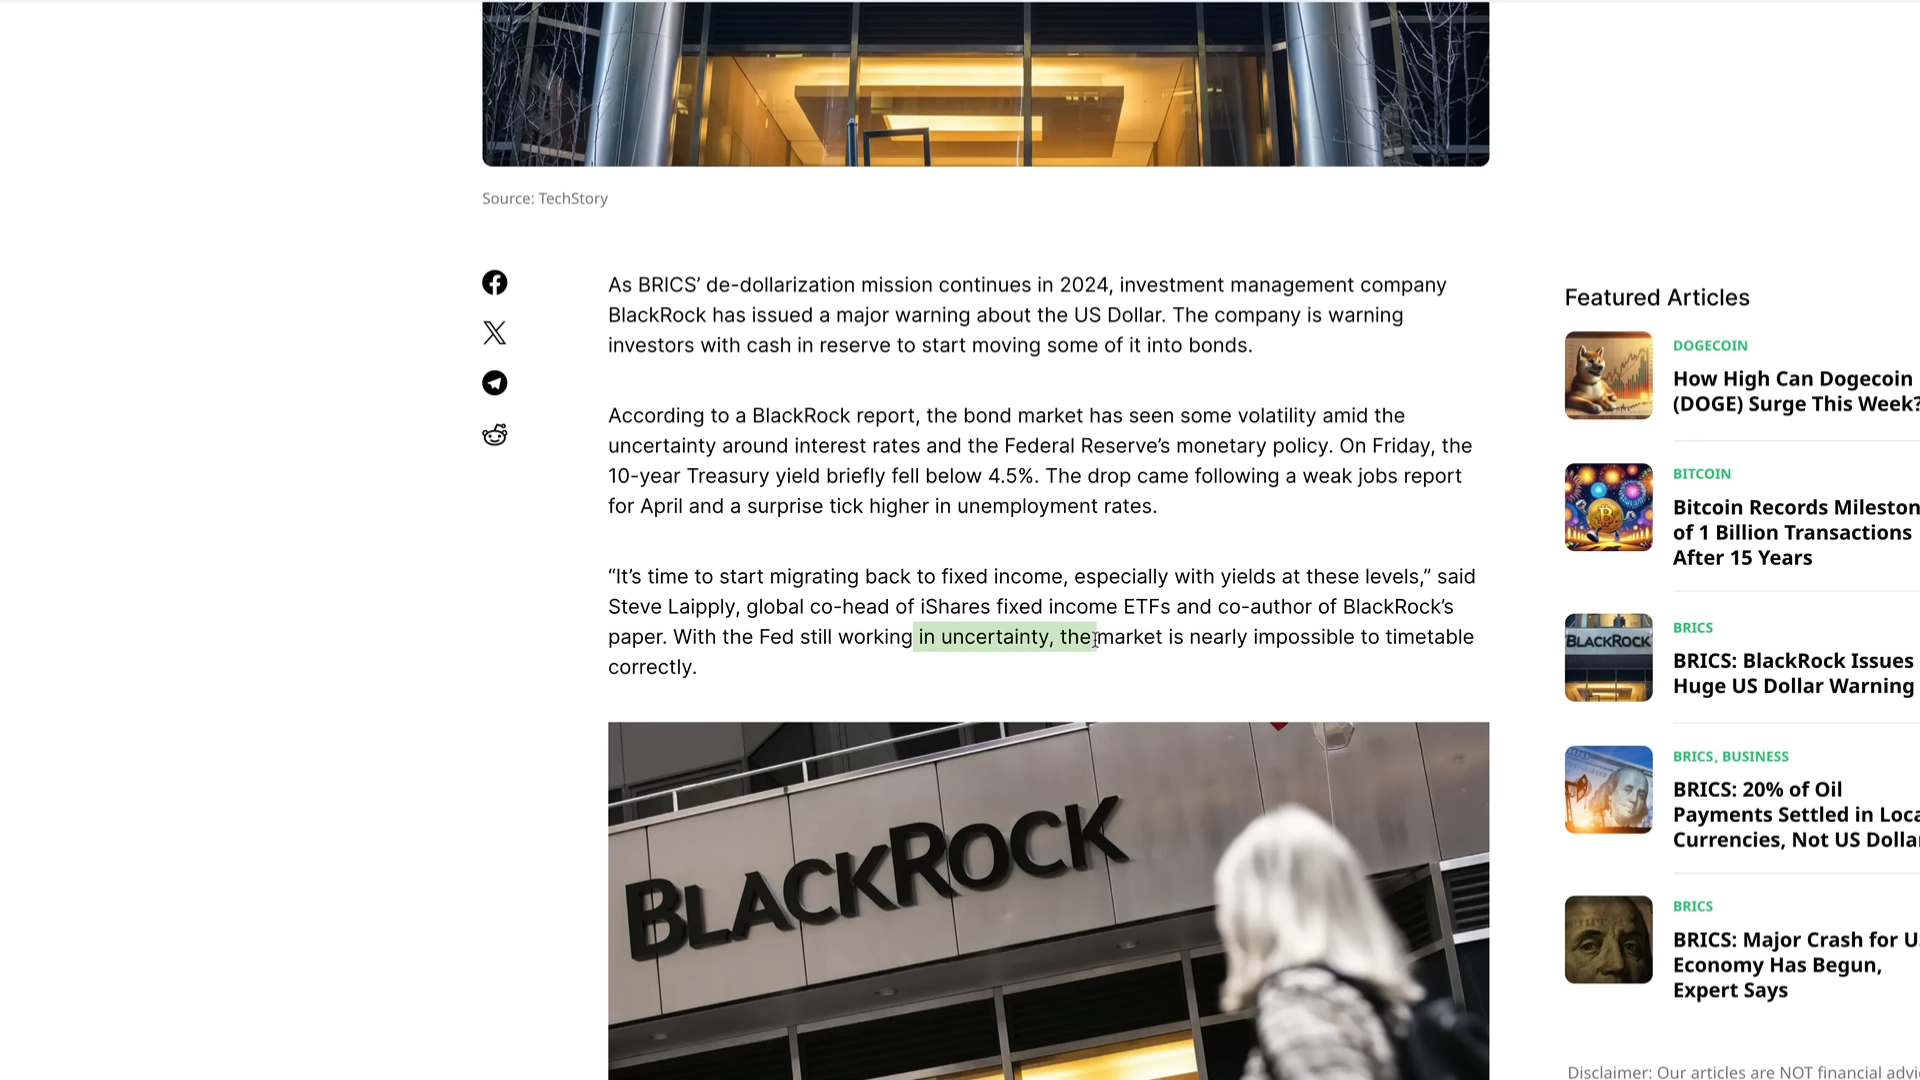 Source: TechStory
As BRICS’ de-dollarization mission continues in 2024, investment management company
BlackRock has issued a major warning about the US Dollar. The company is warning
investors with cash in reserve to start moving some of it into bonds.
According to a BlackRock report, the bond market has seen some volatility amid the
uncertainty around interest rates and the Federal Reserve’s monetary policy. On Friday, the
10-year Treasury yield briefly fell below 4.5%. The drop came following a weak jobs report
for April and a surprise tick higher in unemployment rates.
“It’s time to start migrating back to fixed income, especially with yields at these levels,” said
Steve Laipply, global co-head of iShares fixed income ETFs and co-author of BlackRock’s
paper. With the Fed still working in uncertainty, the market is nearly impossible to timetable
correctly.
BLACKROCK
Featured Articles
DOGECOIN
How High Can Dogecoin
(DOGE) Surge This Week?
BITCOIN
Bitcoin Records Mileston
of 1 Billion Transactions
After 15 Years
BLACKROCK
BRICS
BRICS: BlackRock Issues
Huge US Dollar Warning
BRICS, BUSINESS
BRICS: 20% of Oil
Payments Settled in Loca
Currencies, Not US Dolla
BRICS
BRICS: Major Crash for U
Economy Has Begun,
Expert Says
Disclaimer: Our articles are NOT financial advi